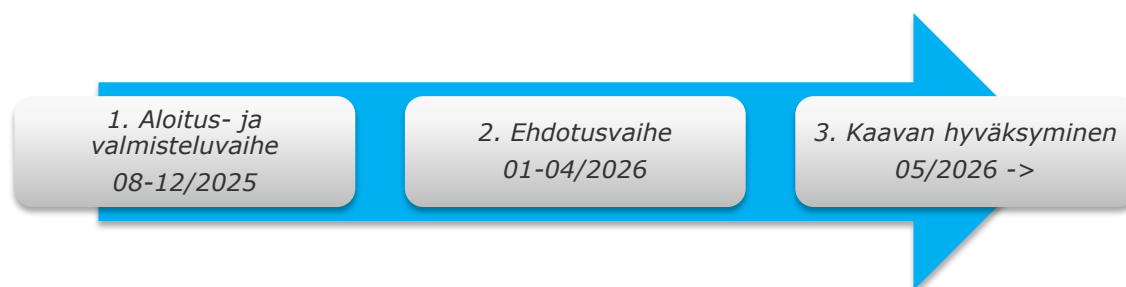 1. Aloitus- ja
valmisteluvaihe
08-12/2025
2. Ehdotusvaihe
01-04/2026
3. Kaavan hyväksyminen
05/2026 ->